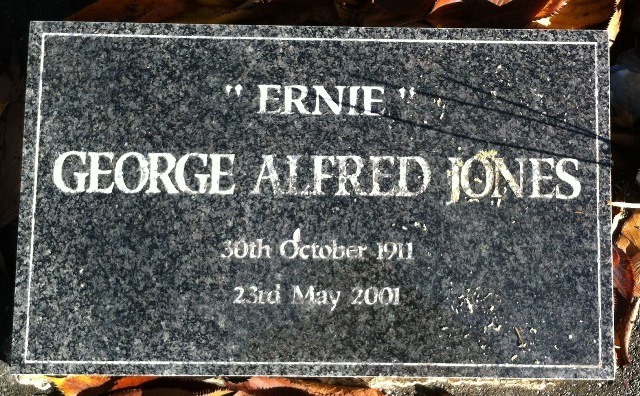 " ERNIE "
GEORGE ALFRED JONES
30th October 1911
23rd May 2001